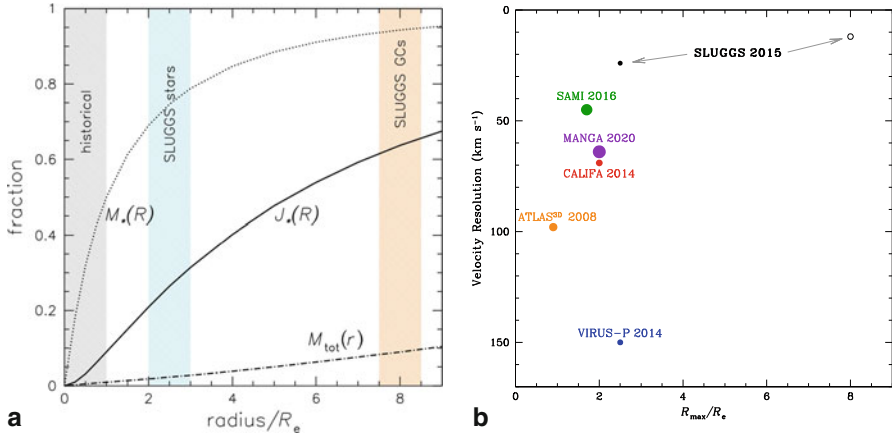 1
0.8
0.6
0.4
0.2
0
fraction
historical
SLUGGS stars
SLUGGS GCs
M*(R)
J*(R)
Mtot(r)
0 2 4 6 8
radius/Re
a
0
50
100
150
Velocity Resolution (km s⁻¹)
SLUGGS 2015
SAMI 2016
MANGA 2020
CALIFA 2014
ATLAS³ᴰ 2008
VIRUS-P 2014
0 2 4 6 8
Rmax/Re
b